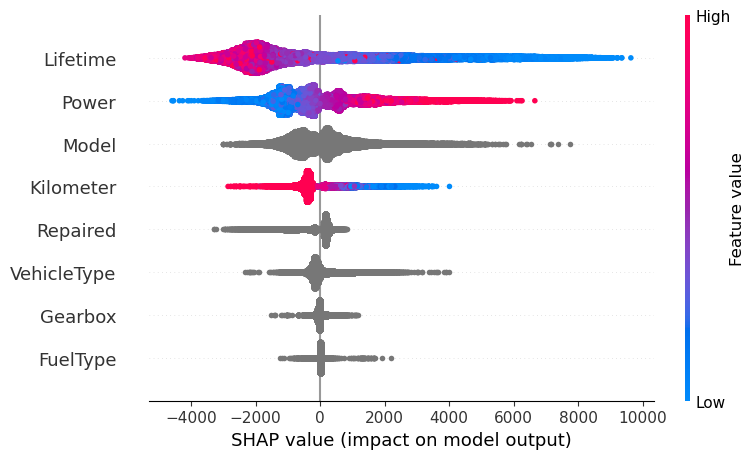 High
Lifetime
Power
Model
Kilometer
Repaired
VehicleType
Gearbox
FuelType
Feature value
Low
−4000 −2000 0 2000 4000 6000 8000 10000
SHAP value (impact on model output)